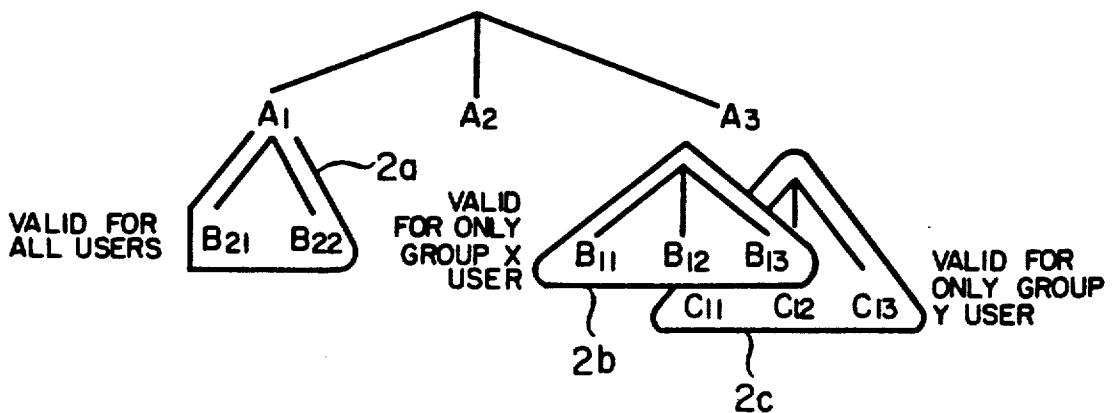 A1 A2 A3
2a
VALID FOR
ALL USERS
B21 B22
VALID
FOR ONLY
GROUP X
USER
B11 B12 B13
C11 C12 C13
VALID FOR
ONLY GROUP
Y USER
2b
2c